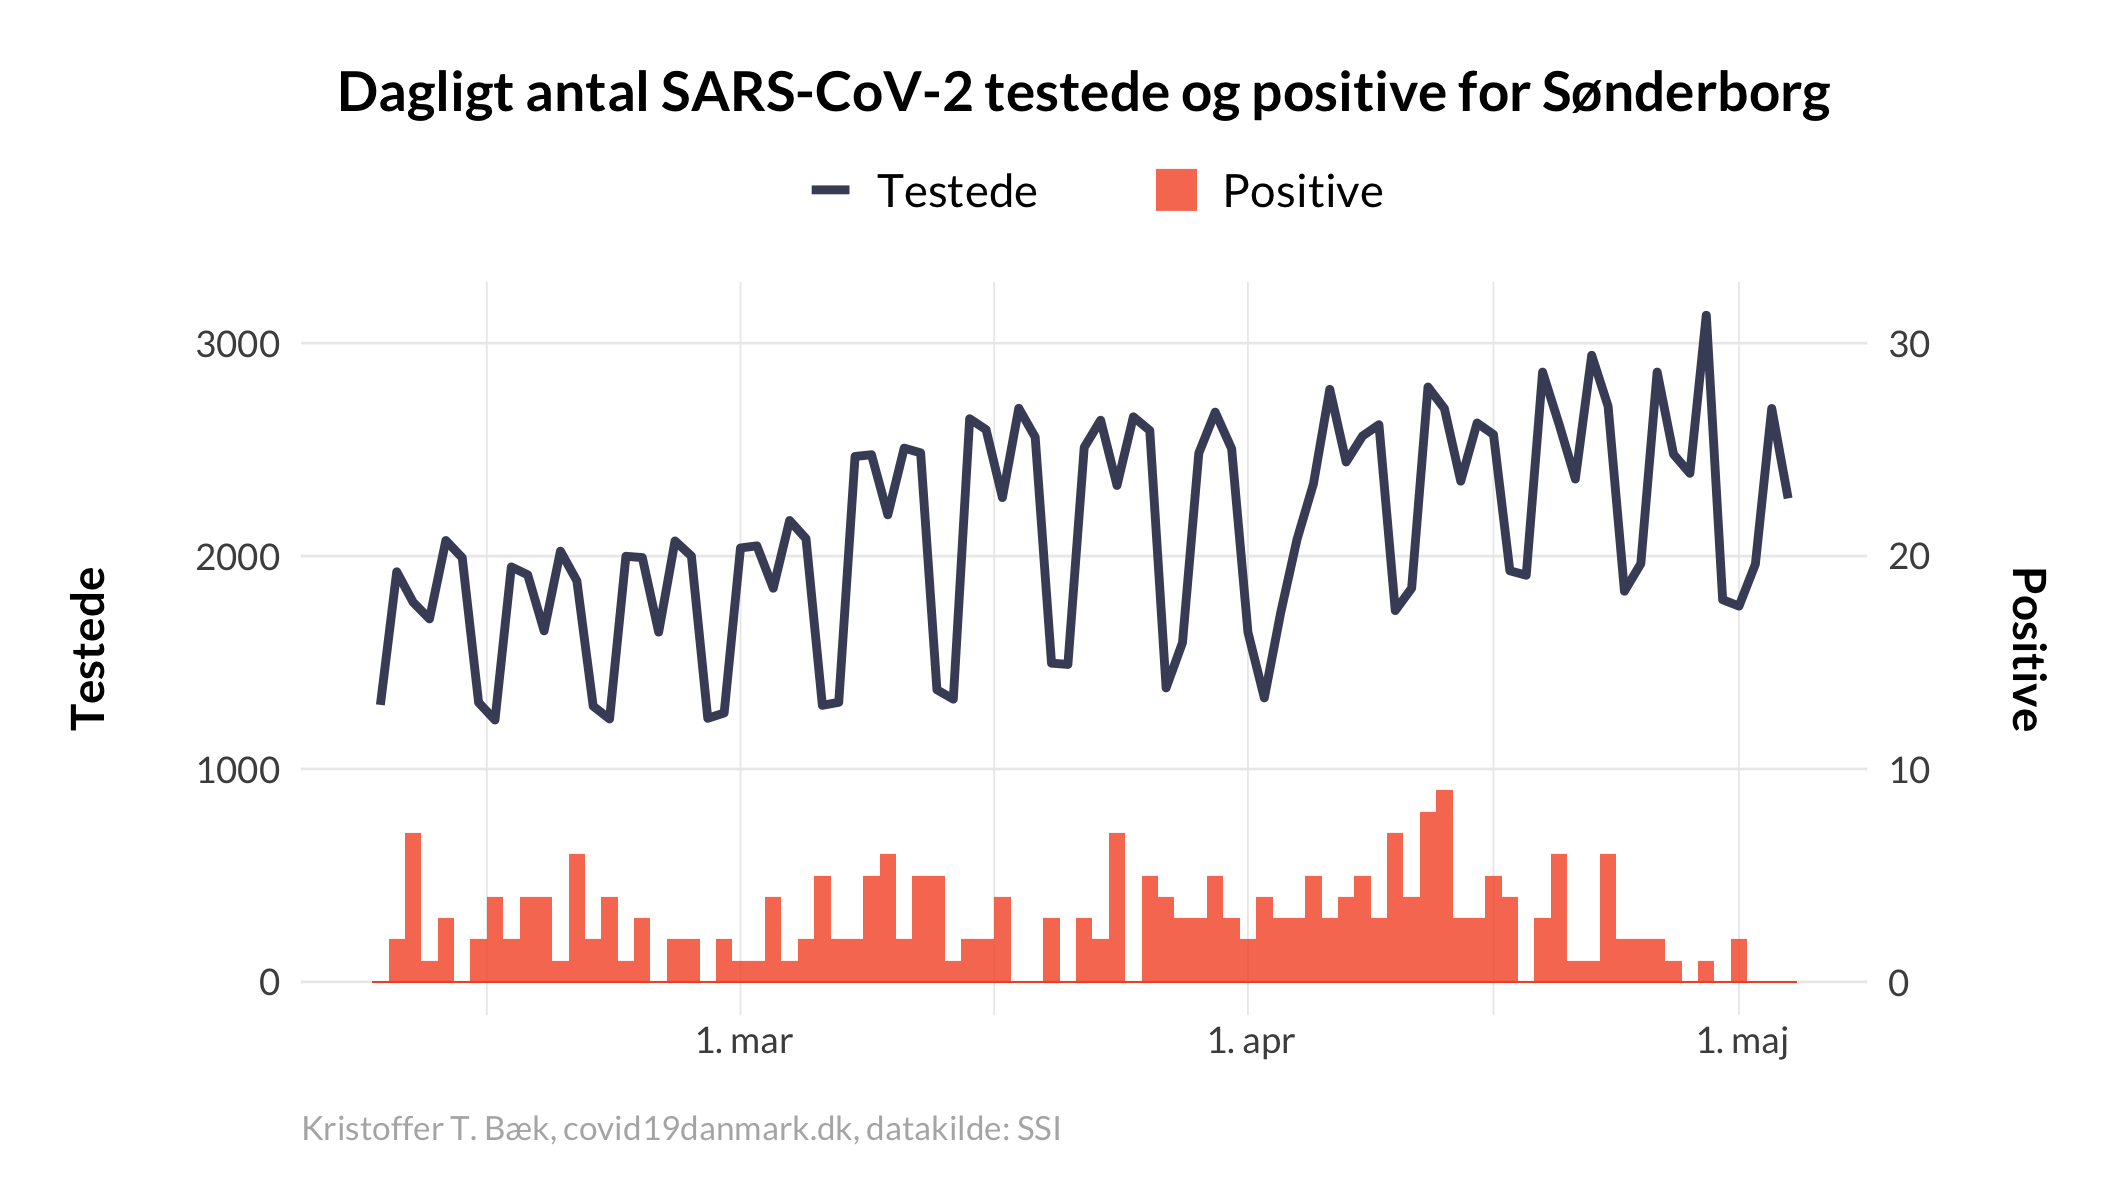 Dagligt antal SARS-CoV-2 testede og positive for Sønderborg
Testede
Positive
3000
2000
1000
0
30
20
10
0
Testede
Positive
1. mar
1. apr
1. maj
Kristoffer T. Bæk, covid19danmark.dk, datakilde: SSI